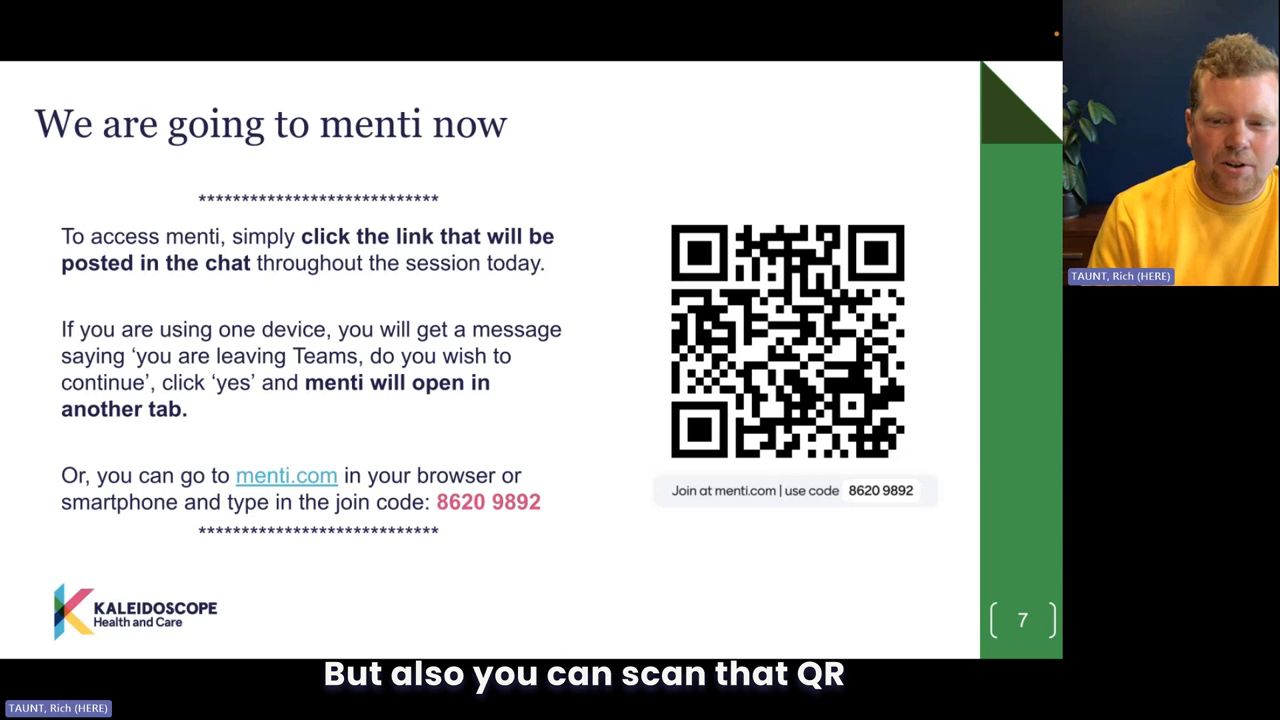 We are going to menti now
****************************
To access menti, simply click the link that will be
posted in the chat throughout the session today.
If you are using one device, you will get a message
saying ‘you are leaving Teams, do you wish to
continue’, click ‘yes’ and menti will open in
another tab.
Or, you can go to menti.com in your browser or
smartphone and type in the join code: 8620 9892
****************************
Join at menti.com | use code 8620 9892
KALEIDOSCOPE
Health and Care
7
TAUNT, Rich (HERE)
But also you can scan that QR
TAUNT, Rich (HERE)